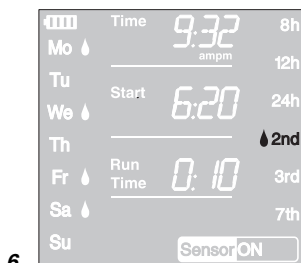 Time 9:32 8h
Mo ampm
12h
Tu
Start 6:20 24h
We
Th 2nd
Run Time 0:10
Fr 3rd
Sa 7th
Su Sensor ON
6